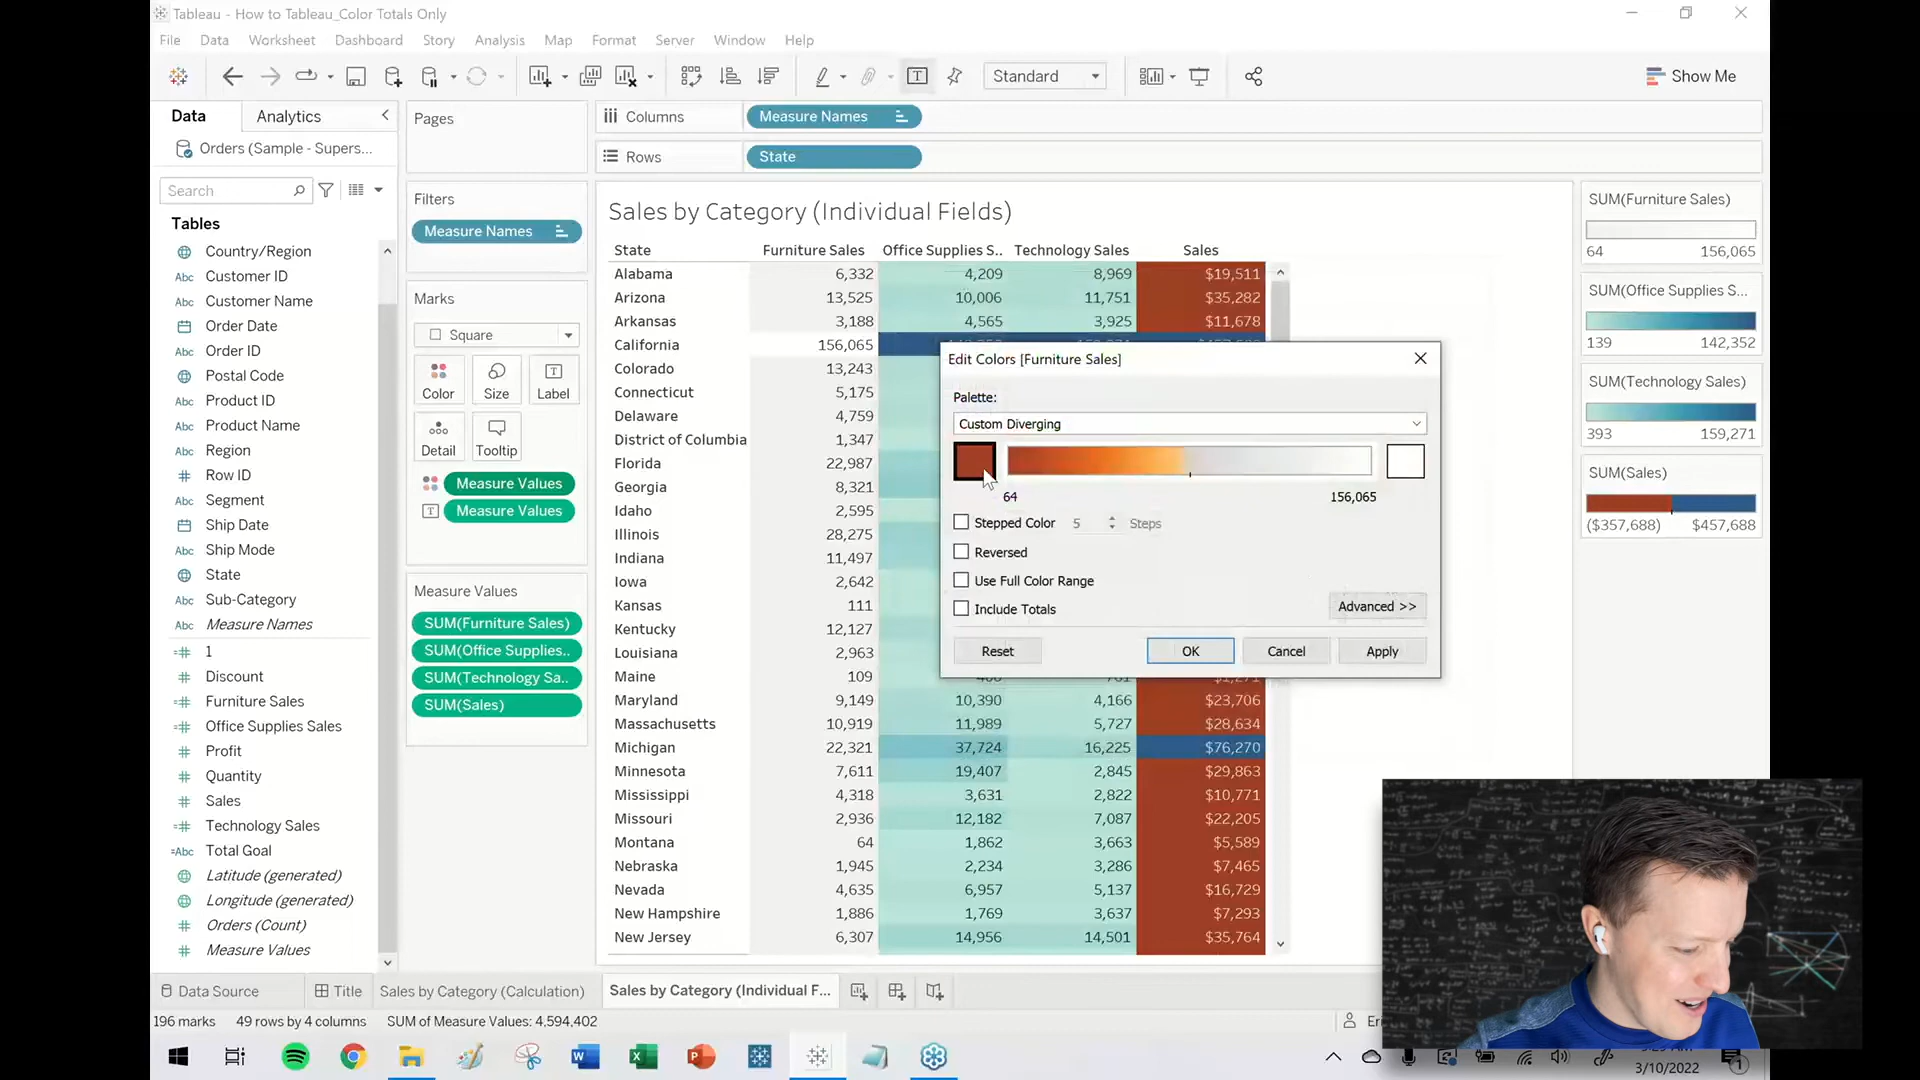 Tableau - How to Tableau_Color Totals Only
File Data Worksheet Dashboard Story Analysis Map Format Server Window Help
Standard
Show Me
Data Analytics
Orders (Sample - Supers...
Search
Tables
Country/Region
Abc Customer ID
Abc Customer Name
Order Date
Abc Order ID
Postal Code
Abc Product ID
Abc Product Name
Abc Region
# Row ID
Abc Segment
Ship Date
Abc Ship Mode
State
Abc Sub-Category
Abc Measure Names
=# 1
# Discount
=# Furniture Sales
=# Office Supplies Sales
# Profit
# Quantity
# Sales
=# Technology Sales
=Abc Total Goal
Latitude (generated)
Longitude (generated)
# Orders (Count)
# Measure Values
Pages
Filters
Measure Names
Marks
Square
Color Size Label
Detail Tooltip
Measure Values
Measure Values
Measure Values
SUM(Furniture Sales)
SUM(Office Supplies..
SUM(Technology Sa..
SUM(Sales)
Columns Measure Names
Rows State
Sales by Category (Individual Fields)
State Furniture Sales Office Supplies S.. Technology Sales Sales
Alabama 6,332 4,209 8,969 $19,511
Arizona 13,525 10,006 11,751 $35,282
Arkansas 3,188 4,565 3,925 $11,678
California 156,065
Colorado 13,243
Connecticut 5,175
Delaware 4,759
District of Columbia 1,347
Florida 22,987
Georgia 8,321
Idaho 2,595
Illinois 28,275
Indiana 11,497
Iowa 2,642
Kansas 111
Kentucky 12,127
Louisiana 2,963
Maine 109
Maryland 9,149 10,390 4,166 $23,706
Massachusetts 10,919 11,989 5,727 $28,634
Michigan 22,321 37,724 16,225 $76,270
Minnesota 7,611 19,407 2,845 $29,863
Mississippi 4,318 3,631 2,822 $10,771
Missouri 2,936 12,182 7,087 $22,205
Montana 64 1,862 3,663 $5,589
Nebraska 1,945 2,234 3,286 $7,465
Nevada 4,635 6,957 5,137 $16,729
New Hampshire 1,886 1,769 3,637 $7,293
New Jersey 6,307 14,956 14,501 $35,764
Edit Colors [Furniture Sales]
Palette:
Custom Diverging
64 156,065
Stepped Color 5 Steps
Reversed
Use Full Color Range
Include Totals
Advanced >>
Reset OK Cancel Apply
SUM(Furniture Sales)
64 156,065
SUM(Office Supplies S...
139 142,352
SUM(Technology Sales)
393 159,271
SUM(Sales)
($357,688) $457,688
Data Source Title Sales by Category (Calculation) Sales by Category (Individual F...
196 marks 49 rows by 4 columns SUM of Measure Values: 4,594,402
3/10/2022